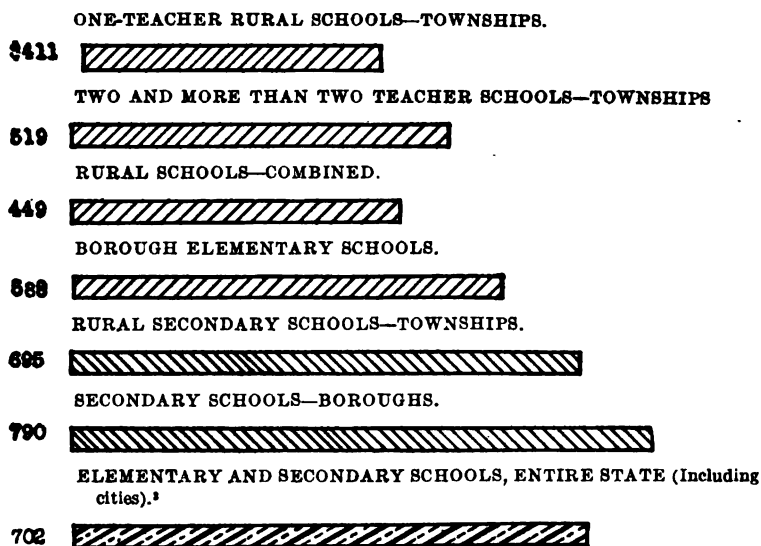 ONE-TEACHER RURAL SCHOOLS—TOWNSHIPS.
$411
TWO AND MORE THAN TWO TEACHER SCHOOLS—TOWNSHIPS
519
RURAL SCHOOLS—COMBINED.
449
BOROUGH ELEMENTARY SCHOOLS.
588
RURAL SECONDARY SCHOOLS—TOWNSHIPS.
695
SECONDARY SCHOOLS—BOROUGHS.
790
ELEMENTARY AND SECONDARY SCHOOLS, ENTIRE STATE (Including
cities).³
702